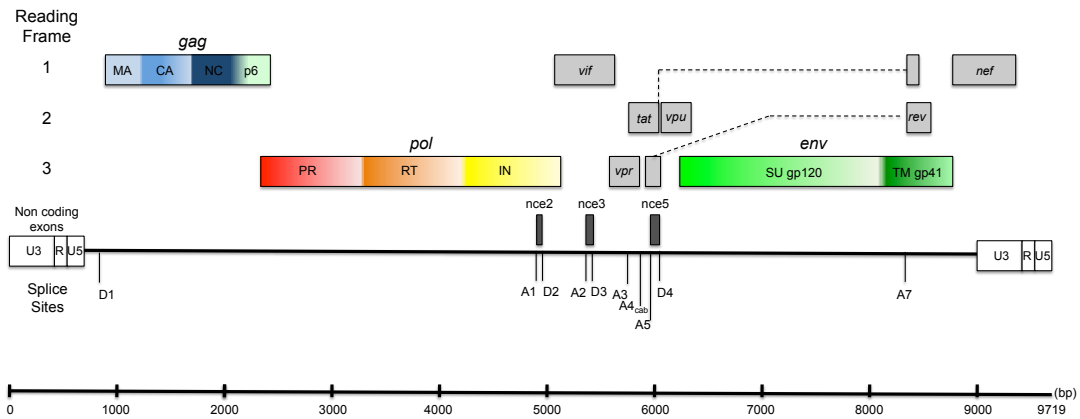 Reading
Frame
gag
1 MA CA NC p6 vif nef
2 tat vpu rev
pol env
3 PR RT IN vpr SU gp120 TM gp41
Non coding
exons
nce2 nce3 nce5
U3 R U5 U3 R U5
Splice
Sites
D1 A1 D2 A2 D3 A3 D4 A7
A4cab
A5
(bp)
0 1000 2000 3000 4000 5000 6000 7000 8000 9000 9719